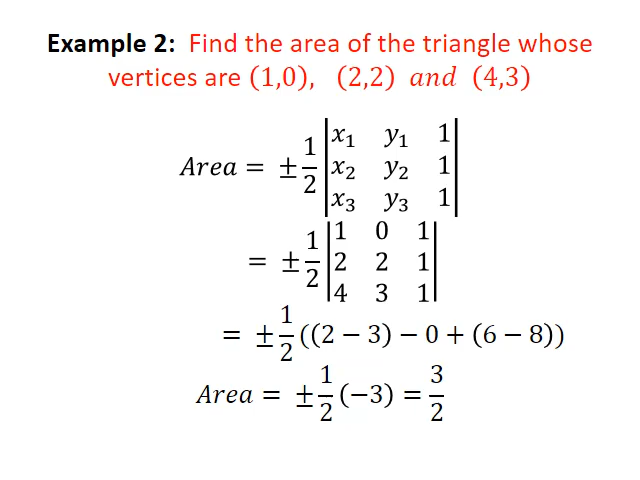 Example 2: Find the area of the triangle whose
vertices are (1,0), (2,2) and (4,3)
Area = ± 1/2 |x₁ y₁ 1|
|x₂ y₂ 1|
|x₃ y₃ 1|
= ± 1/2 |1 0 1|
|2 2 1|
|4 3 1|
= ± 1/2 ((2 − 3) − 0 + (6 − 8))
Area = ± 1/2 (−3) = 3/2